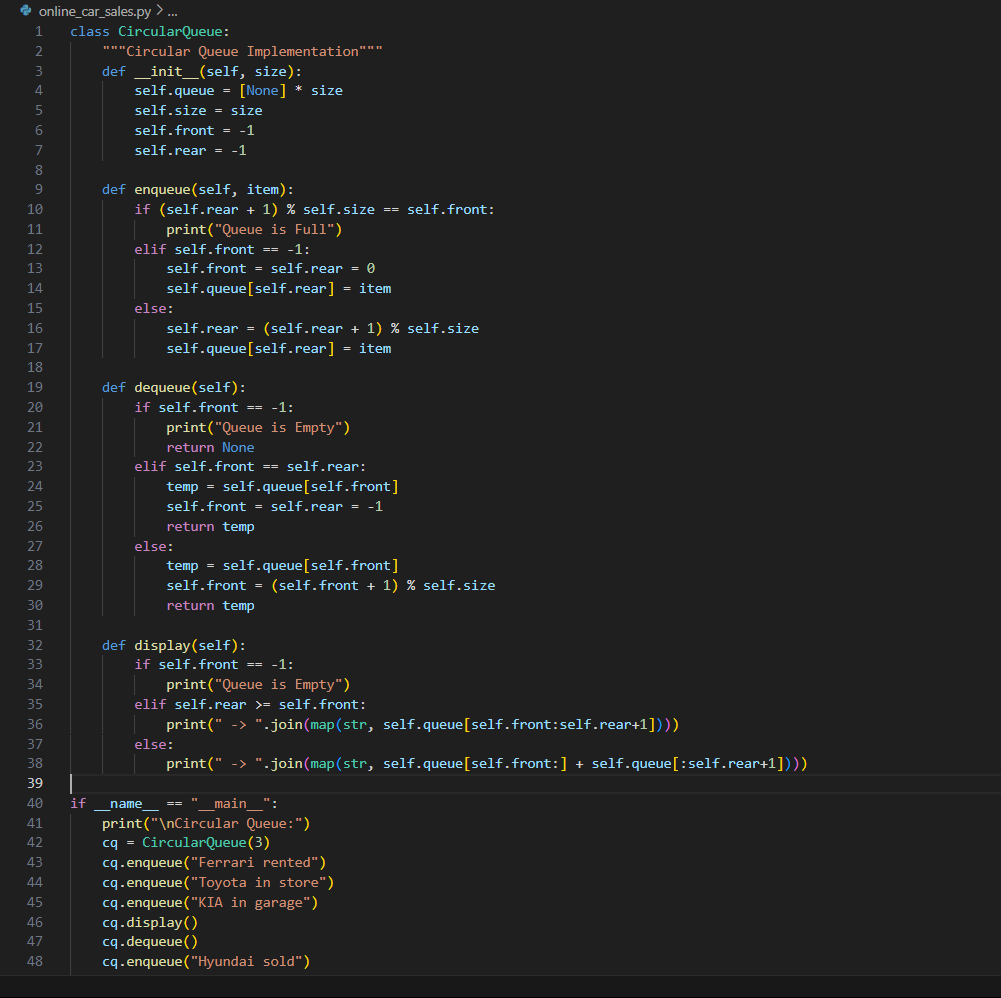 online_car_sales.py > ...
1 class CircularQueue:
2     """Circular Queue Implementation"""
3     def __init__(self, size):
4         self.queue = [None] * size
5         self.size = size
6         self.front = -1
7         self.rear = -1
8
9     def enqueue(self, item):
10         if (self.rear + 1) % self.size == self.front:
11             print("Queue is Full")
12         elif self.front == -1:
13             self.front = self.rear = 0
14             self.queue[self.rear] = item
15         else:
16             self.rear = (self.rear + 1) % self.size
17             self.queue[self.rear] = item
18
19     def dequeue(self):
20         if self.front == -1:
21             print("Queue is Empty")
22             return None
23         elif self.front == self.rear:
24             temp = self.queue[self.front]
25             self.front = self.rear = -1
26             return temp
27         else:
28             temp = self.queue[self.front]
29             self.front = (self.front + 1) % self.size
30             return temp
31
32     def display(self):
33         if self.front == -1:
34             print("Queue is Empty")
35         elif self.rear >= self.front:
36             print(" -> ".join(map(str, self.queue[self.front:self.rear+1])))
37         else:
38             print(" -> ".join(map(str, self.queue[self.front:] + self.queue[:self.rear+1])))
39
40 if __name__ == "__main__":
41     print("\nCircular Queue:")
42     cq = CircularQueue(3)
43     cq.enqueue("Ferrari rented")
44     cq.enqueue("Toyota in store")
45     cq.enqueue("KIA in garage")
46     cq.display()
47     cq.dequeue()
48     cq.enqueue("Hyundai sold")